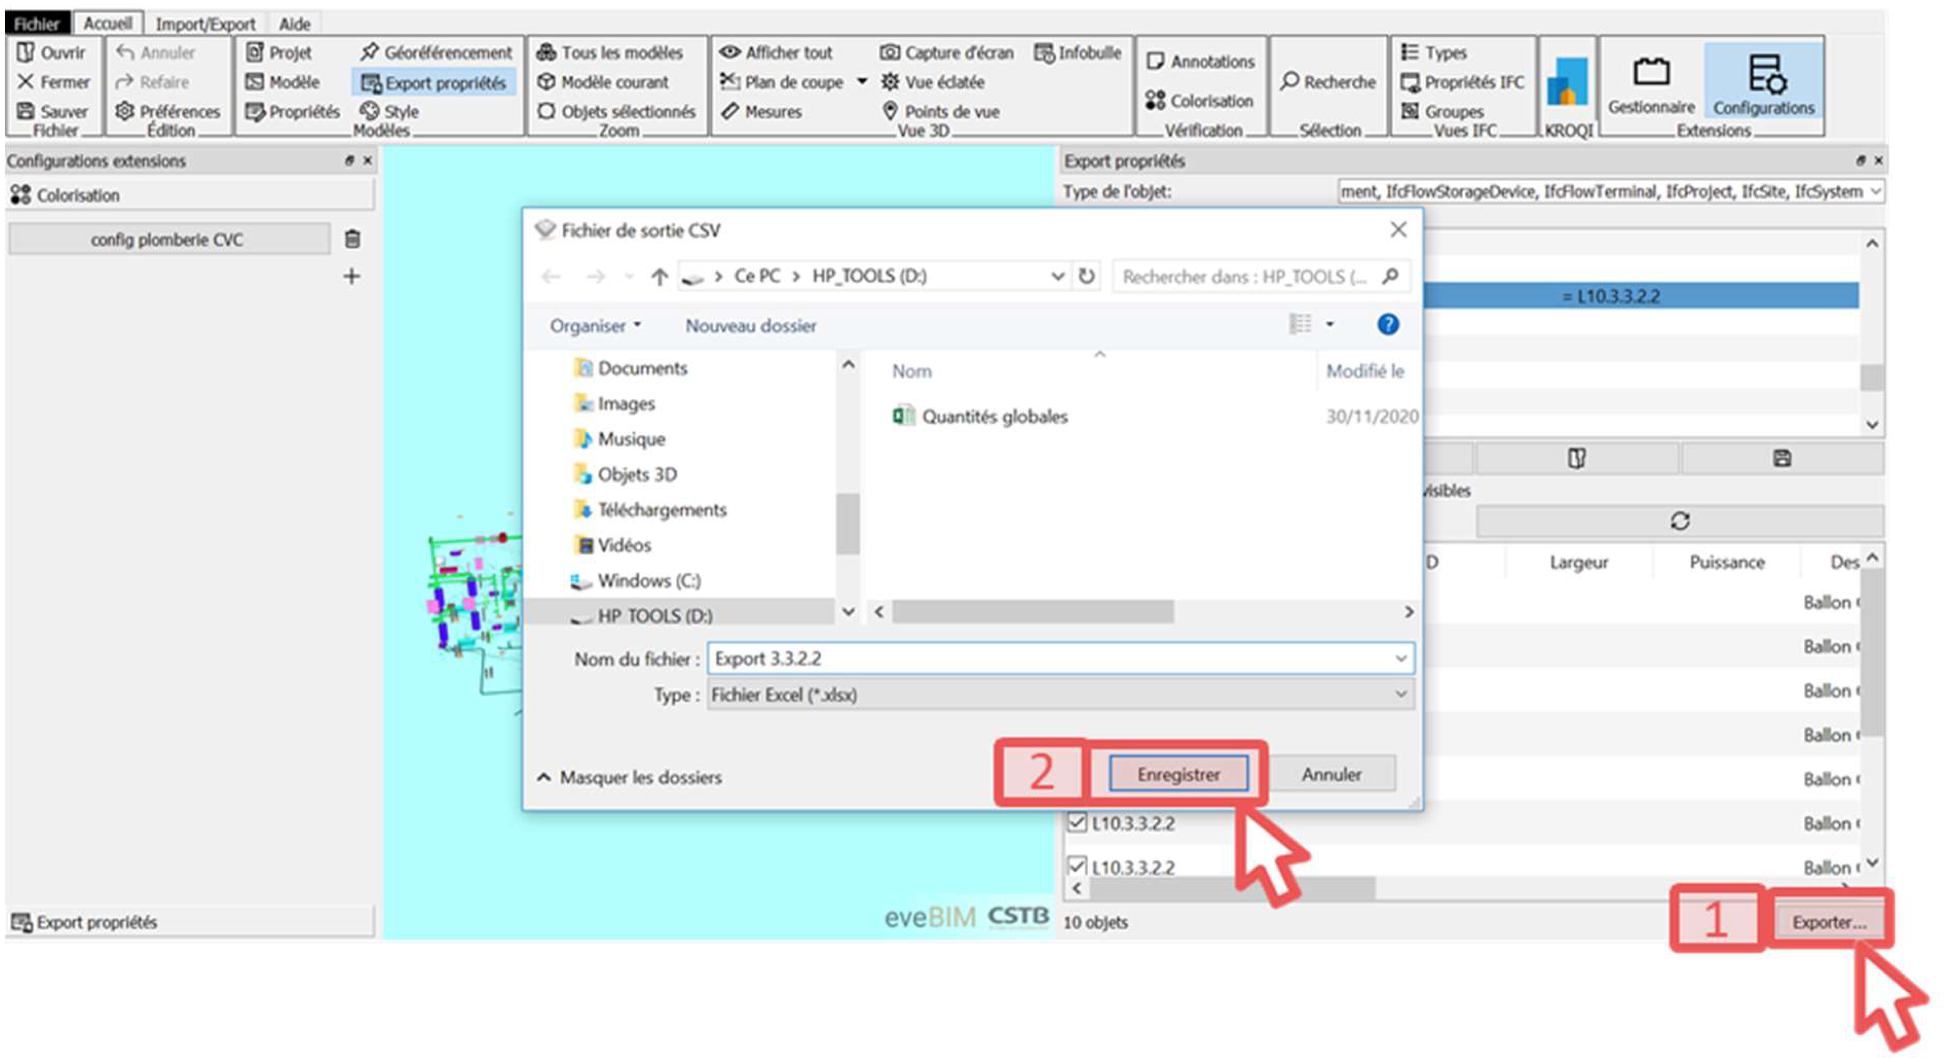 Fichier Accueil Import/Export Aide
Ouvrir Annuler Projet Géoréférencement Tous les modèles Afficher tout Capture d'écran Infobulle Annotations Types
Fermer Refaire Modèle Export propriétés Modèle courant Plan de coupe Vue éclatée Recherche Propriétés IFC
Sauver Préférences Propriétés Style Objets sélectionnés Mesures Points de vue Colorisation Groupes Gestionnaire Configurations
Fichier Édition Modèles Zoom Vue 3D Vérification Sélection Vues IFC KROQI Extensions
Configurations extensions
Colorisation
config plomberie CVC
Export propriétés
Export propriétés
Type de l'objet: ment, IfcFlowStorageDevice, IfcFlowTerminal, IfcProject, IfcSite, IfcSystem
= L10.3.3.2.2
visibles
D Largeur Puissance Des
Ballon
Ballon
Ballon
Ballon
Ballon
L10.3.3.2.2 Ballon
L10.3.3.2.2 Ballon
10 objets
1 Exporter...
Fichier de sortie CSV
Ce PC > HP_TOOLS (D:) Rechercher dans : HP_TOOLS (...
Organiser Nouveau dossier
Documents
Images
Musique
Objets 3D
Téléchargements
Vidéos
Windows (C:)
HP_TOOLS (D:)
Nom Modifié le
Quantités globales 30/11/2020
Nom du fichier : Export 3.3.2.2
Type : Fichier Excel (*.xlsx)
Masquer les dossiers 2 Enregistrer Annuler
eveBIM CSTB